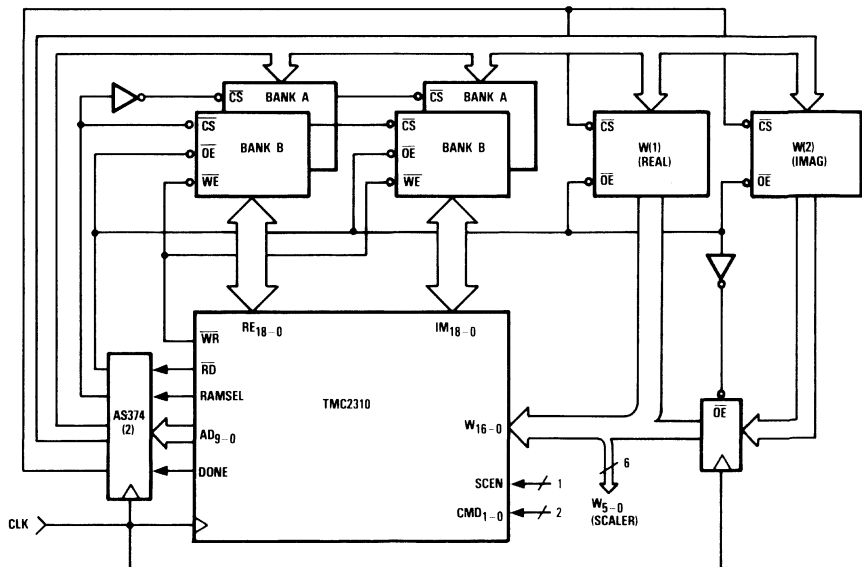 CS BANK A
CS BANK A
CS
BANK B
OE
WE
CS
BANK B
OE
WE
CS
W(1)
(REAL)
OE
CS
W(2)
(IMAG)
OE
WR
RE18–0
IM18–0
RD
RAMSEL
TMC2310
AS374
(2)
AD9–0
W16–0
OE
DONE
SCEN
1
6
W5–0
(SCALER)
CMD1–0
2
CLK